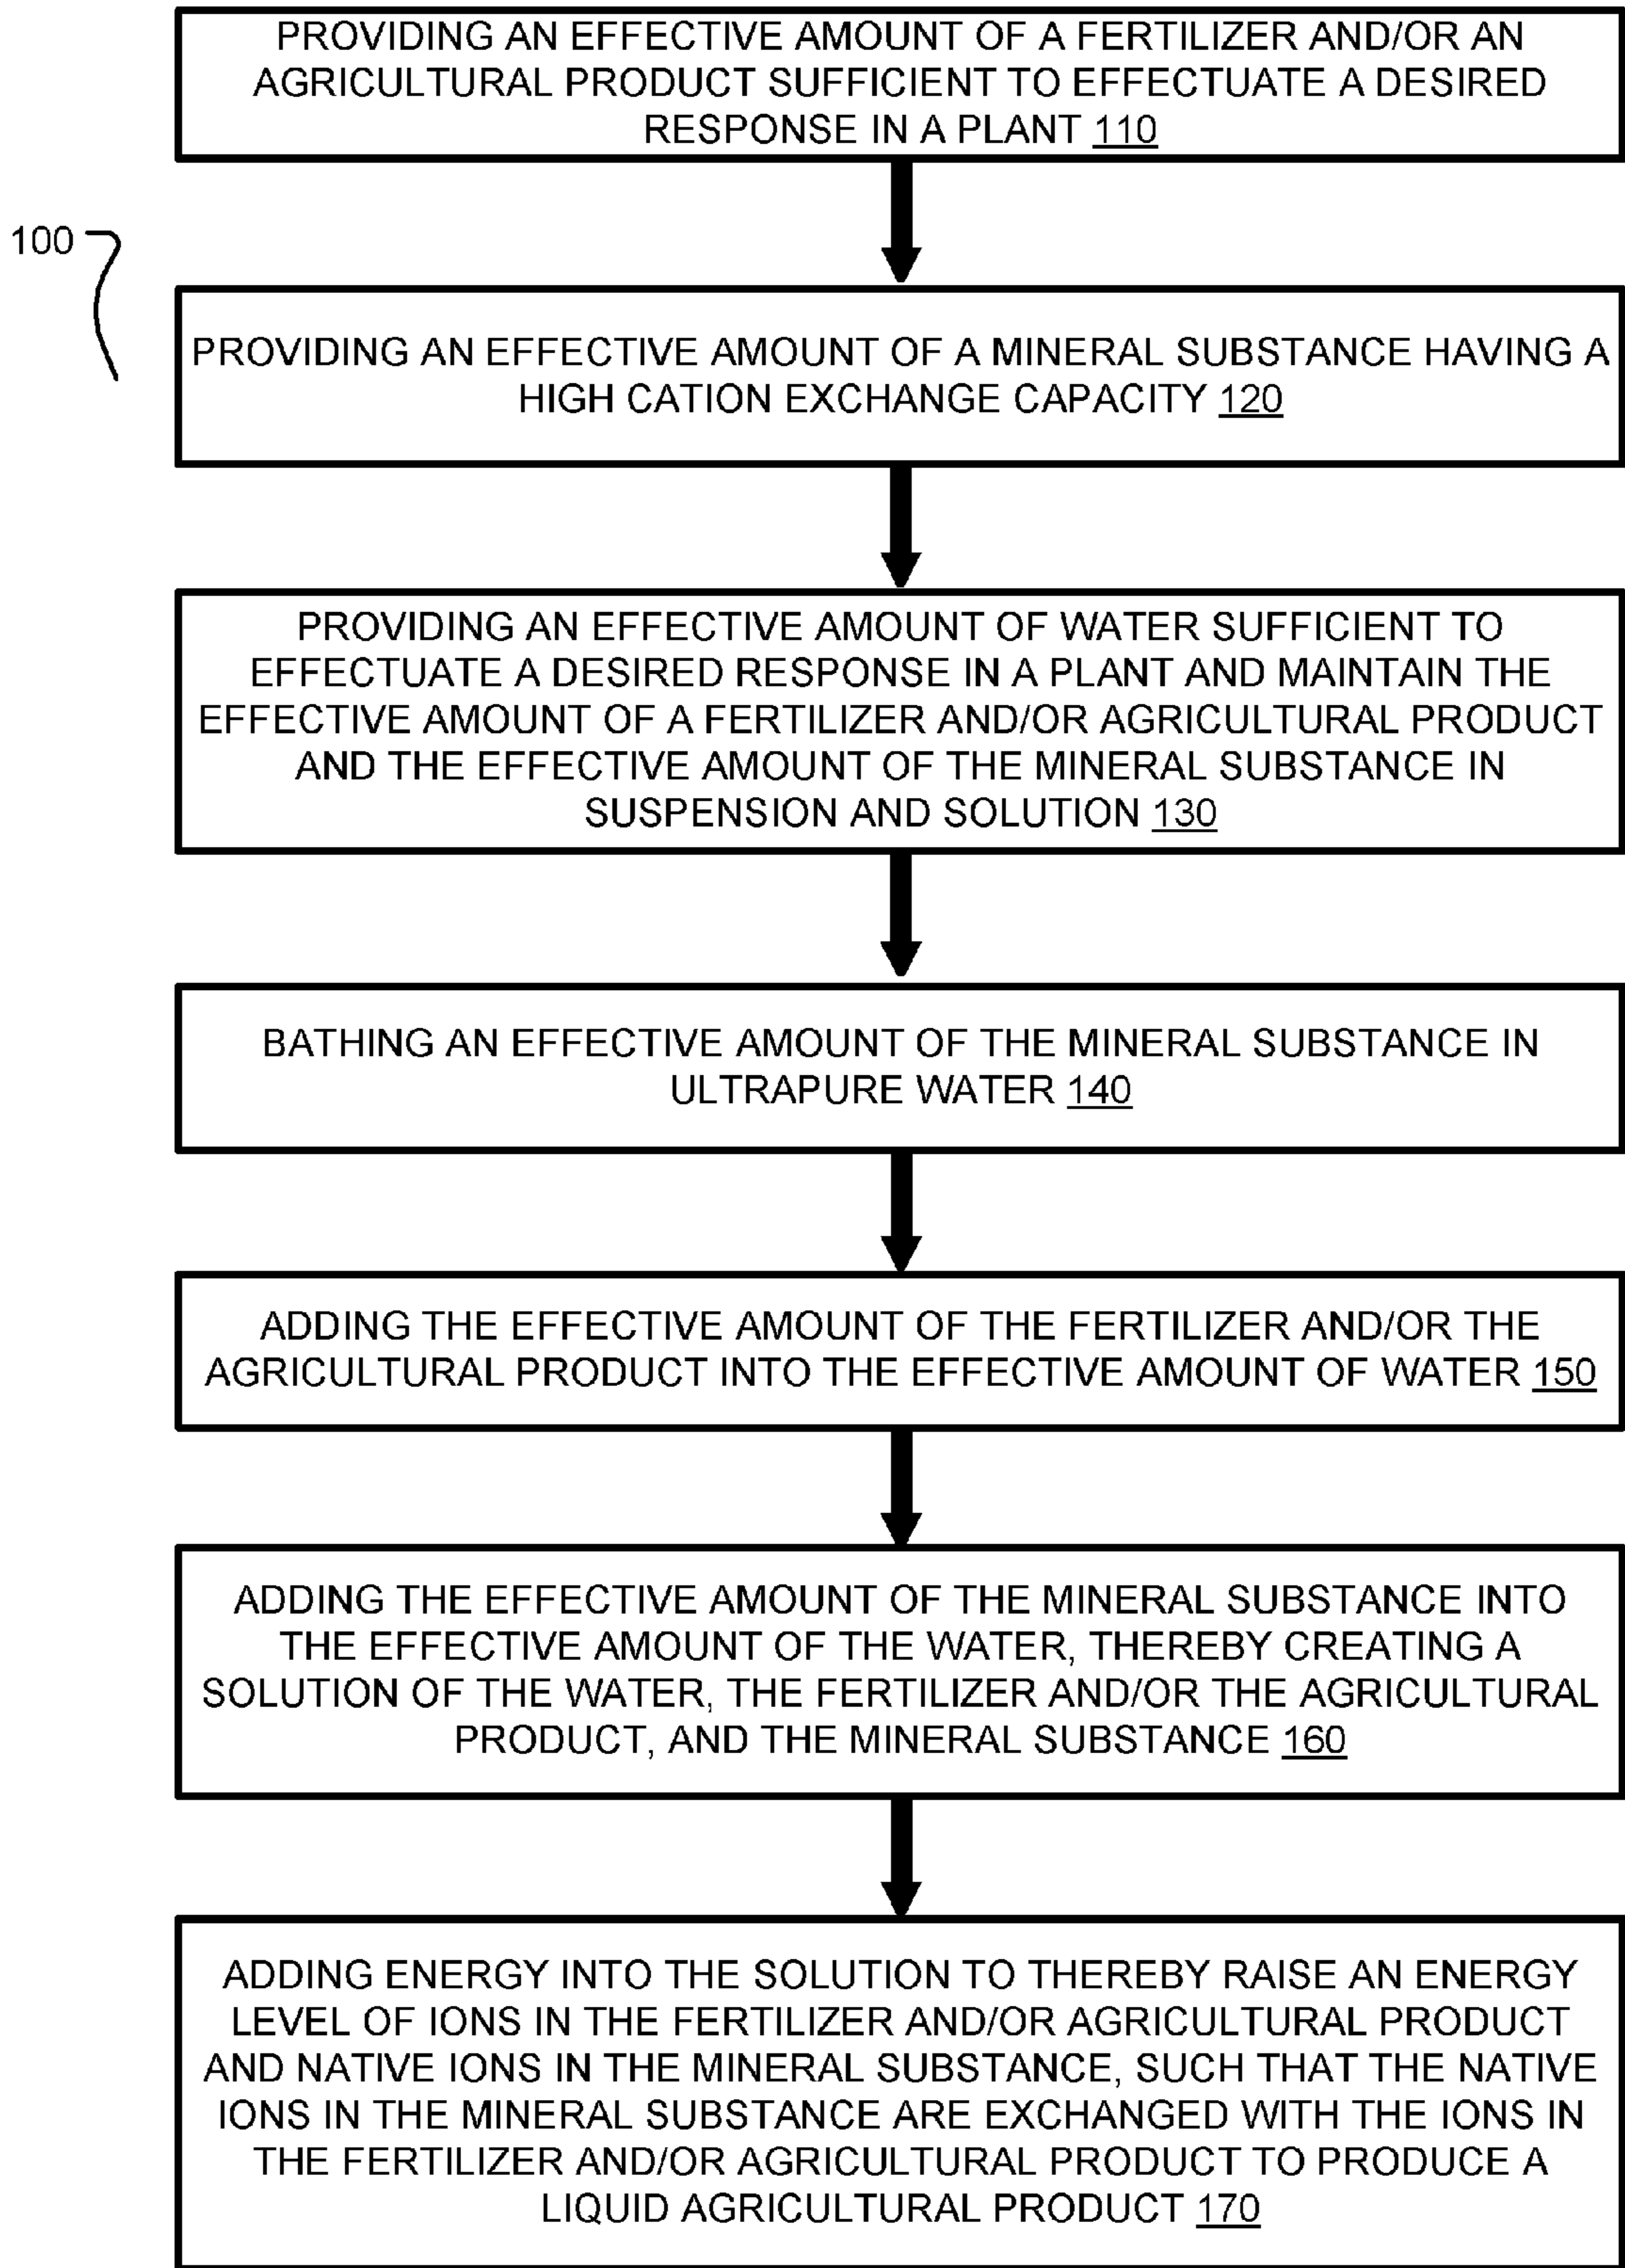 PROVIDING AN EFFECTIVE AMOUNT OF A FERTILIZER AND/OR AN
AGRICULTURAL PRODUCT SUFFICIENT TO EFFECTUATE A DESIRED
RESPONSE IN A PLANT 110
100
PROVIDING AN EFFECTIVE AMOUNT OF A MINERAL SUBSTANCE HAVING A
HIGH CATION EXCHANGE CAPACITY 120
PROVIDING AN EFFECTIVE AMOUNT OF WATER SUFFICIENT TO
EFFECTUATE A DESIRED RESPONSE IN A PLANT AND MAINTAIN THE
EFFECTIVE AMOUNT OF A FERTILIZER AND/OR AGRICULTURAL PRODUCT
AND THE EFFECTIVE AMOUNT OF THE MINERAL SUBSTANCE IN
SUSPENSION AND SOLUTION 130
BATHING AN EFFECTIVE AMOUNT OF THE MINERAL SUBSTANCE IN
ULTRAPURE WATER 140
ADDING THE EFFECTIVE AMOUNT OF THE FERTILIZER AND/OR THE
AGRICULTURAL PRODUCT INTO THE EFFECTIVE AMOUNT OF WATER 150
ADDING THE EFFECTIVE AMOUNT OF THE MINERAL SUBSTANCE INTO
THE EFFECTIVE AMOUNT OF THE WATER, THEREBY CREATING A
SOLUTION OF THE WATER, THE FERTILIZER AND/OR THE AGRICULTURAL
PRODUCT, AND THE MINERAL SUBSTANCE 160
ADDING ENERGY INTO THE SOLUTION TO THEREBY RAISE AN ENERGY
LEVEL OF IONS IN THE FERTILIZER AND/OR AGRICULTURAL PRODUCT
AND NATIVE IONS IN THE MINERAL SUBSTANCE, SUCH THAT THE NATIVE
IONS IN THE MINERAL SUBSTANCE ARE EXCHANGED WITH THE IONS IN
THE FERTILIZER AND/OR AGRICULTURAL PRODUCT TO PRODUCE A
LIQUID AGRICULTURAL PRODUCT 170